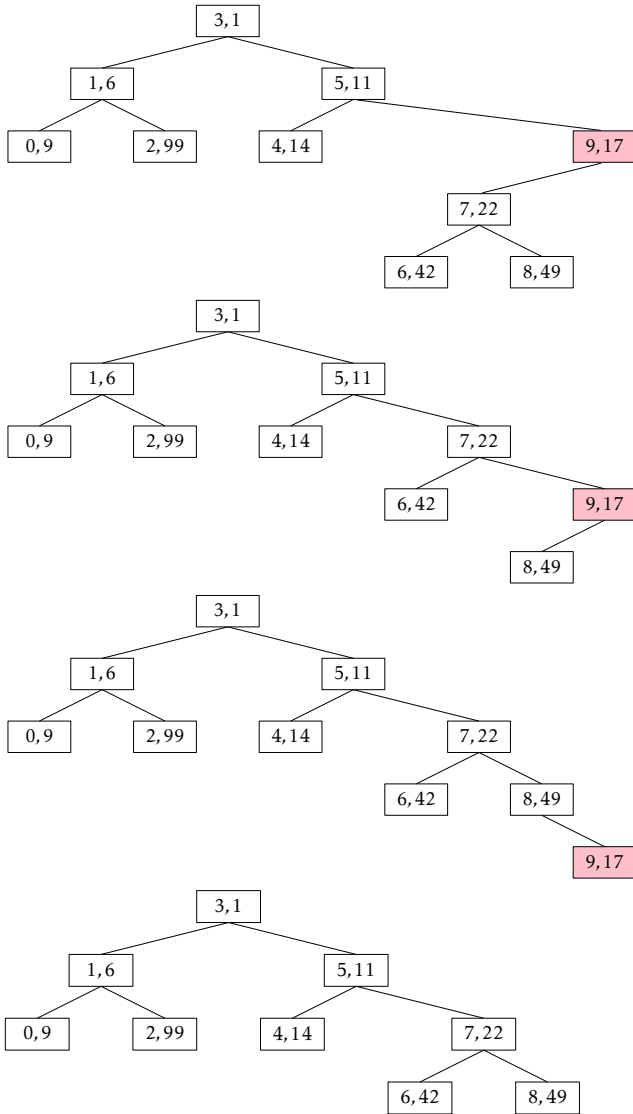 3, 1
1, 6 5, 11
0, 9 2, 99 4, 14 9, 17
7, 22
6, 42 8, 49
3, 1
1, 6 5, 11
0, 9 2, 99 4, 14 7, 22
6, 42 9, 17
8, 49
3, 1
1, 6 5, 11
0, 9 2, 99 4, 14 7, 22
6, 42 8, 49
9, 17
3, 1
1, 6 5, 11
0, 9 2, 99 4, 14 7, 22
6, 42 8, 49